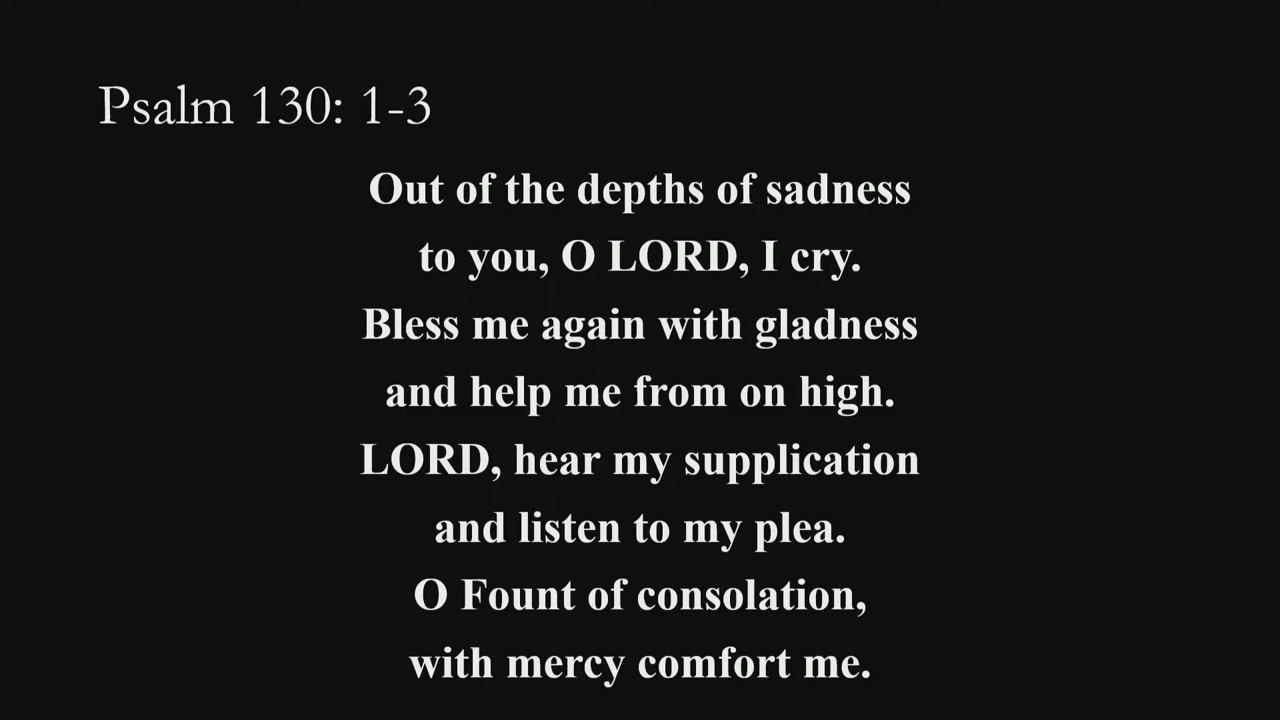 Psalm 130: 1-3
Out of the depths of sadness
to you, O LORD, I cry.
Bless me again with gladness
and help me from on high.
LORD, hear my supplication
and listen to my plea.
O Fount of consolation,
with mercy comfort me.